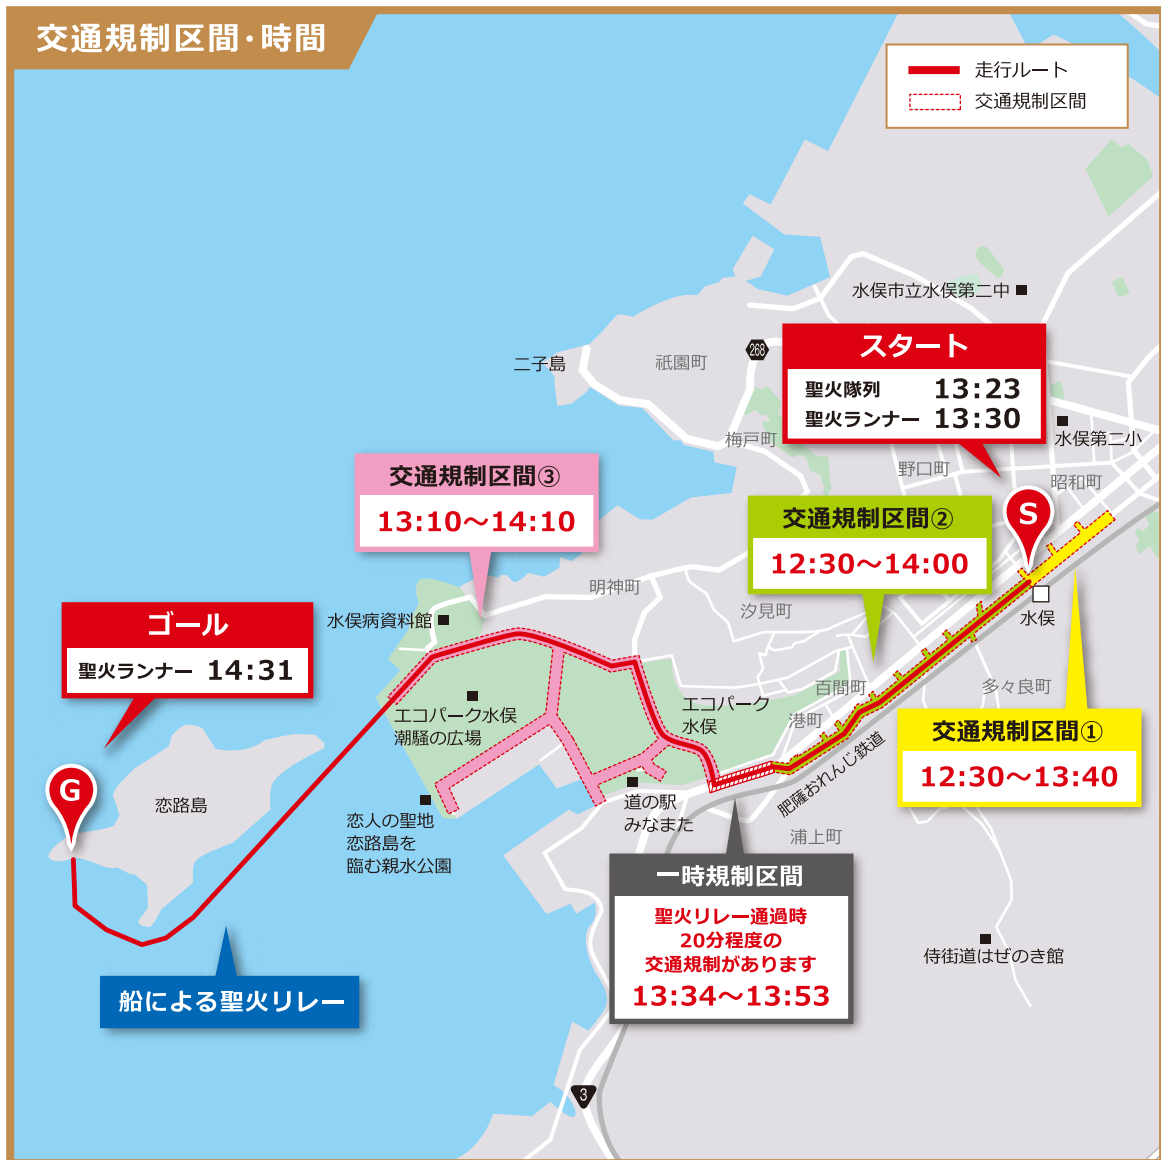 交通規制区間・時間
走行ルート
交通規制区間
水俣市立水俣第二中
スタート
聖火隊列 13:23
聖火ランナー 13:30
268
二子島
祇園町
梅戸町
水俣第二小
野口町
昭和町
交通規制区間③
13:10～14:10
交通規制区間②
12:30～14:00
S
水俣
明神町
汐見町
水俣病資料館
ゴール
聖火ランナー 14:31
エコパーク水俣
潮騒の広場
エコパーク
水俣
百間町
港町
多々良町
交通規制区間①
12:30～13:40
肥薩おれんじ鉄道
G
恋路島
恋人の聖地
恋路島を
臨む親水公園
道の駅
みなまた
浦上町
一時規制区間
聖火リレー通過時
20分程度の
交通規制があります
13:34～13:53
侍街道はぜのき館
船による聖火リレー
3